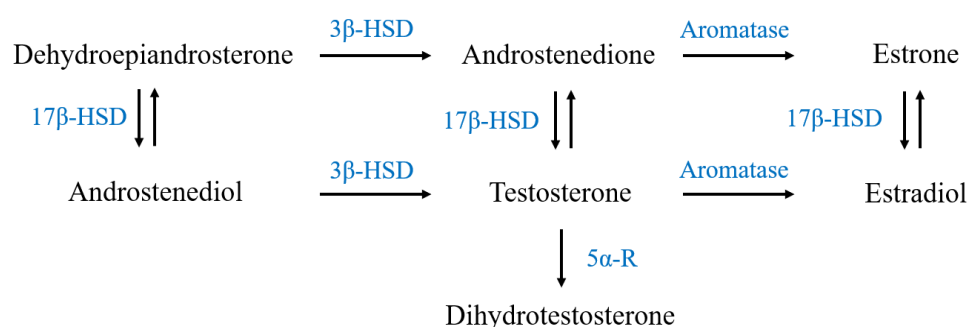 3β-HSD Aromatase
Dehydroepiandrosterone Androstenedione Estrone
17β-HSD 17β-HSD 17β-HSD
3β-HSD Aromatase
Androstenediol Testosterone Estradiol
5α-R
Dihydrotestosterone